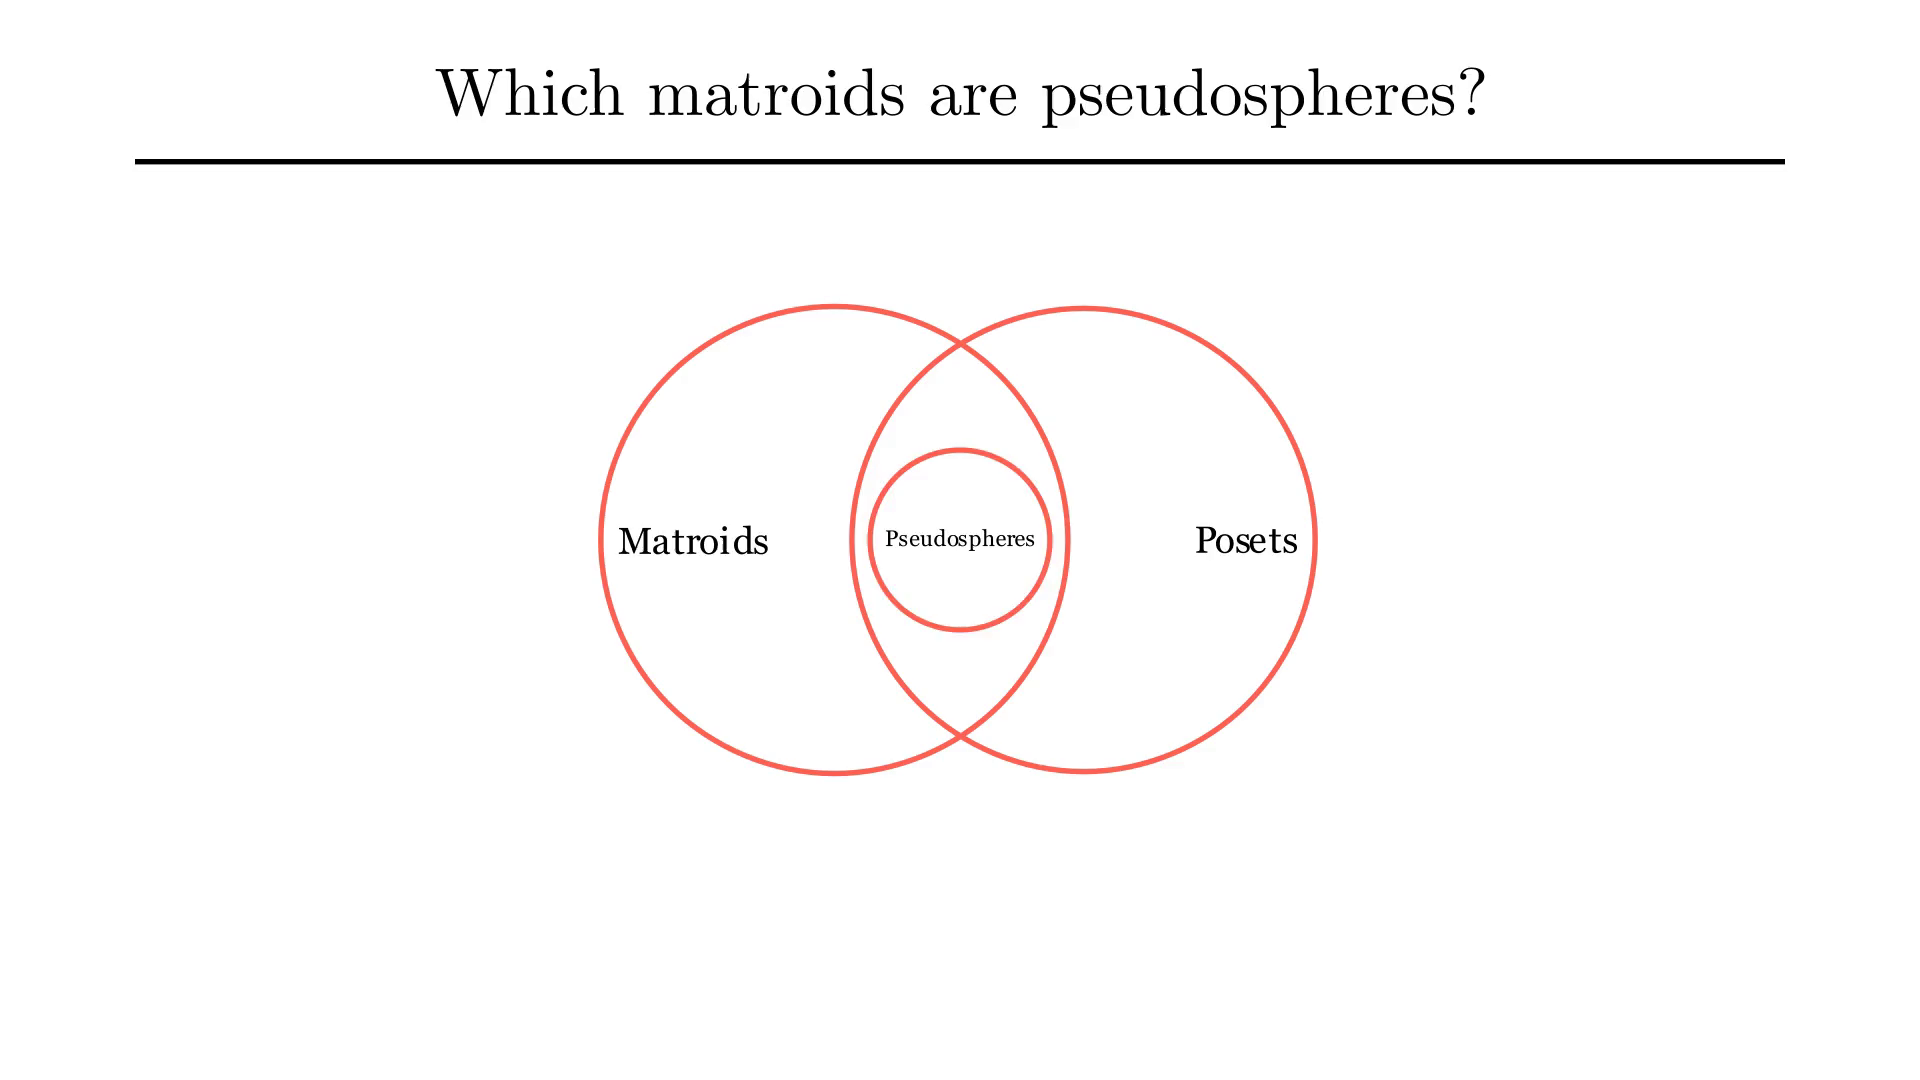 Which matroids are pseudospheres?
Matroids
Pseudospheres
Posets